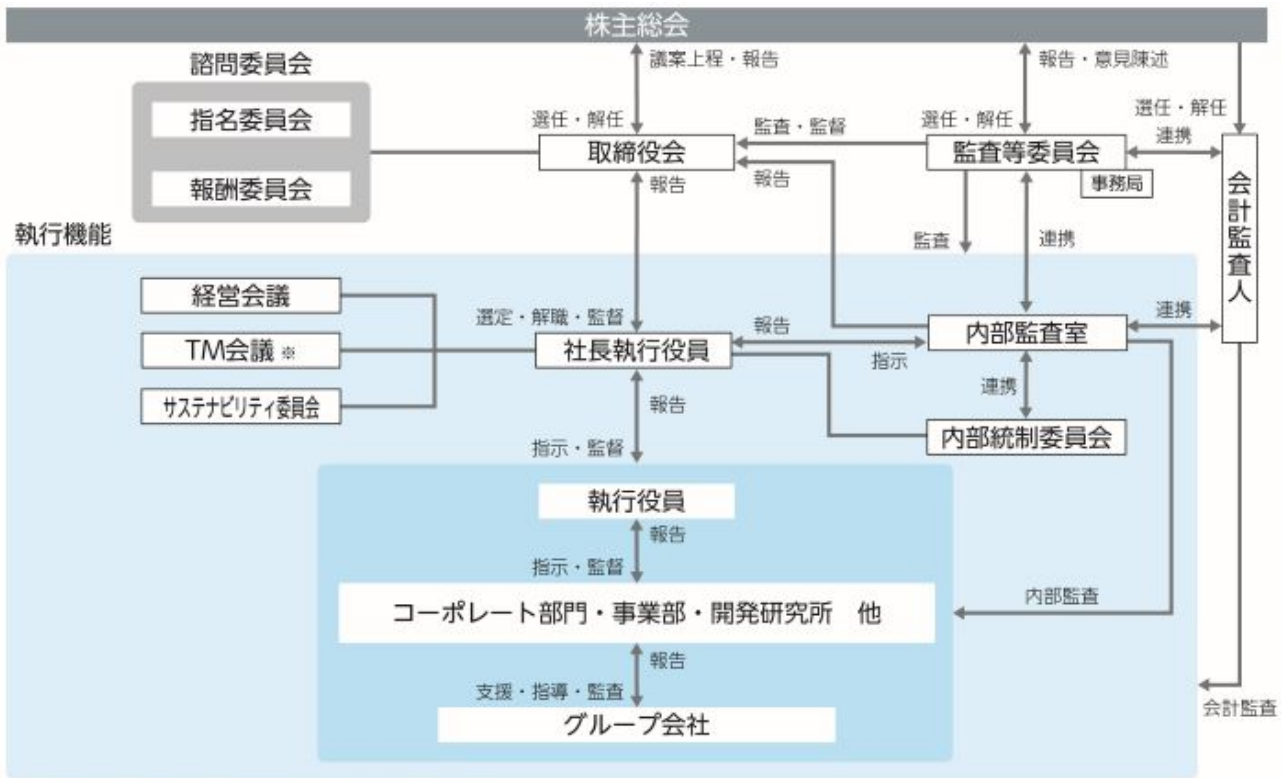 株主総会
議案上程・報告
報告・意見陳述
諮問委員会
指名委員会
報酬委員会
選任・解任
取締役会
監査・監督
選任・解任
監査等委員会
事務局
選任・解任
連携
会計監査人
報告
報告
監査
連携
執行機能
経営会議
TM会議 ※
サステナビリティ委員会
選定・解職・監督
社長執行役員
報告
指示
内部監査室
連携
連携
内部統制委員会
報告
指示・監督
執行役員
報告
指示・監督
コーポレート部門・事業部・開発研究所 他
内部監査
報告
支援・指導・監査
グループ会社
会計監査